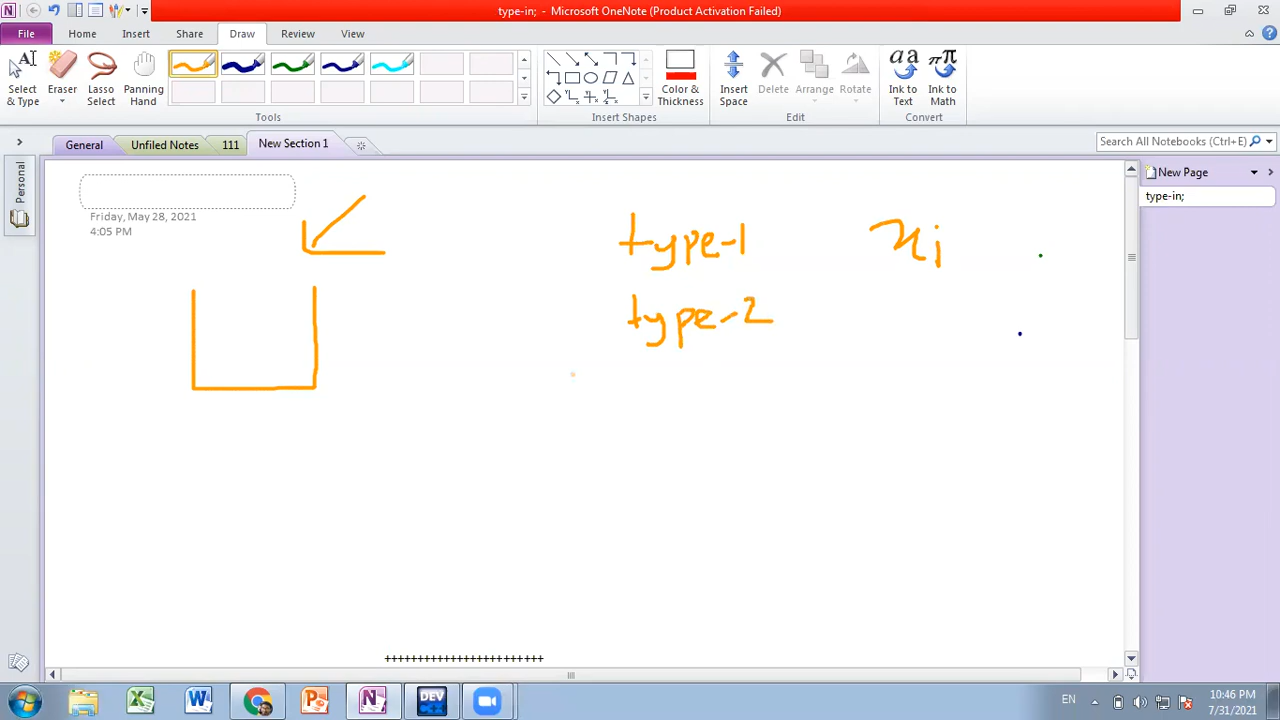 type-in; - Microsoft OneNote (Product Activation Failed)
File Home Insert Share Draw Review View
Select & Type
Eraser
Lasso Select
Panning Hand
Color & Thickness
Insert Space
Delete
Arrange
Rotate
Ink to Text
Ink to Math
Tools Insert Shapes Edit Convert
General Unfiled Notes 111 New Section 1
Search All Notebooks (Ctrl+E)
Personal
New Page
type-in;
Friday, May 28, 2021
4:05 PM
type-1
type-2
++++++++++++++++++++++++
EN
10:46 PM
7/31/2021